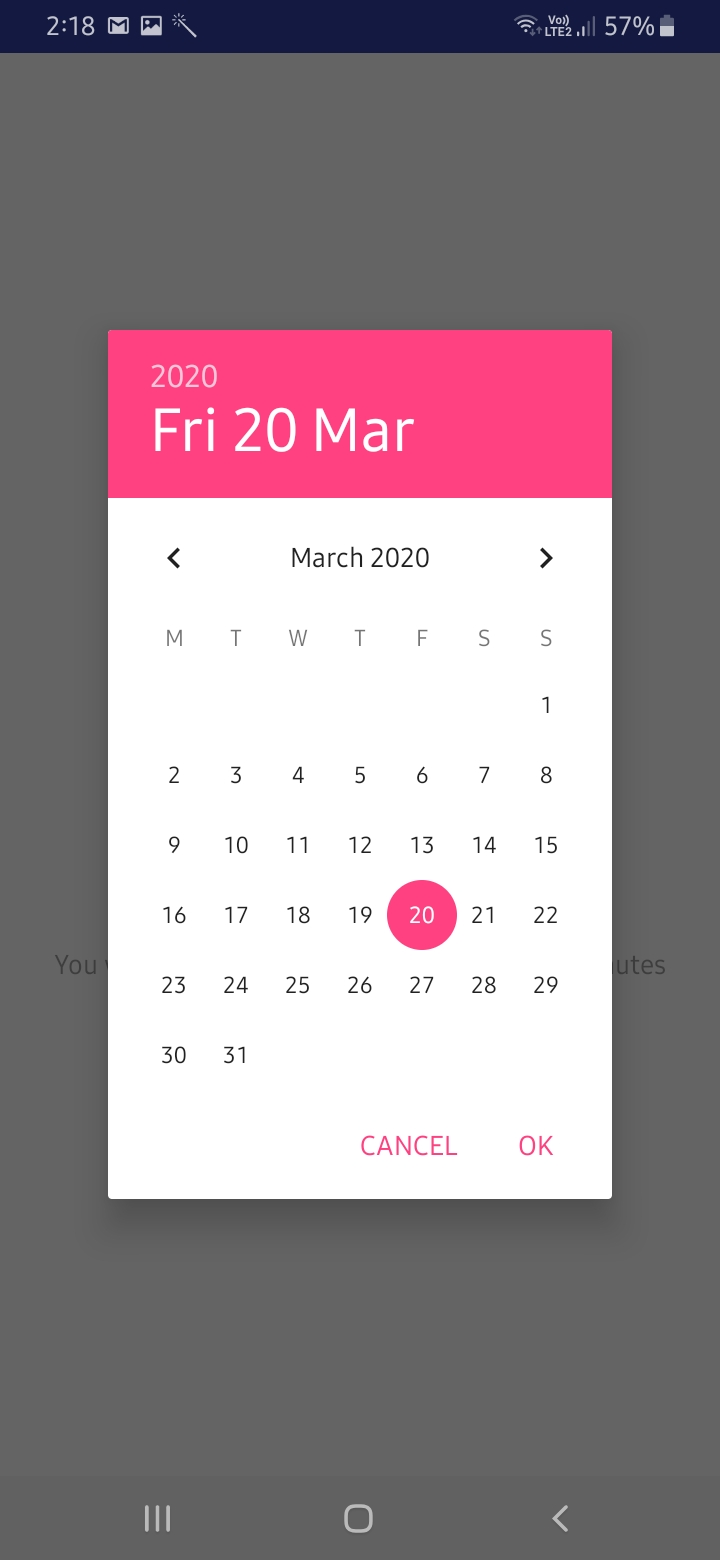 2:18 Vo)) LTE2 57%
2020
Fri 20 Mar
March 2020
M T W T F S S
1
2 3 4 5 6 7 8
9 10 11 12 13 14 15
16 17 18 19 20 21 22
You
23 24 25 26 27 28 29
30 31
CANCEL OK